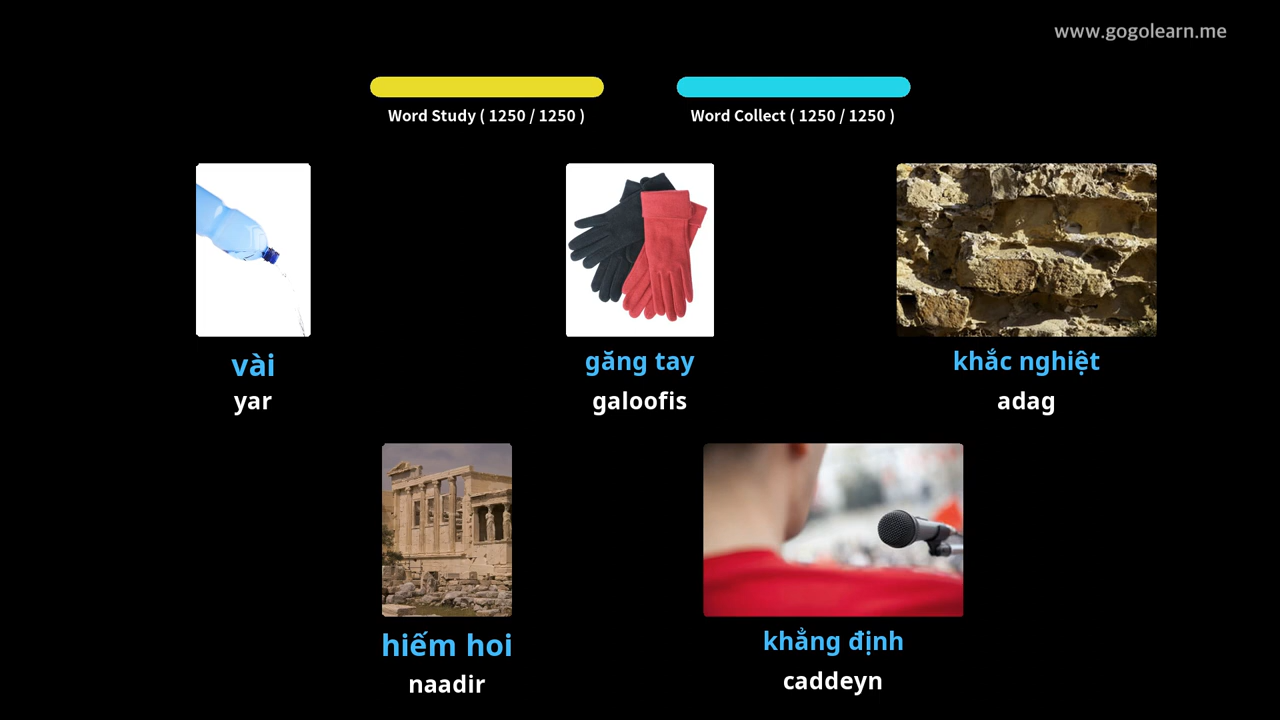 www.gogolearn.me
Word Study ( 1250 / 1250 )
Word Collect ( 1250 / 1250 )
vài
yar
găng tay
galoofis
khắc nghiệt
adag
hiếm hoi
naadir
khẳng định
caddeyn